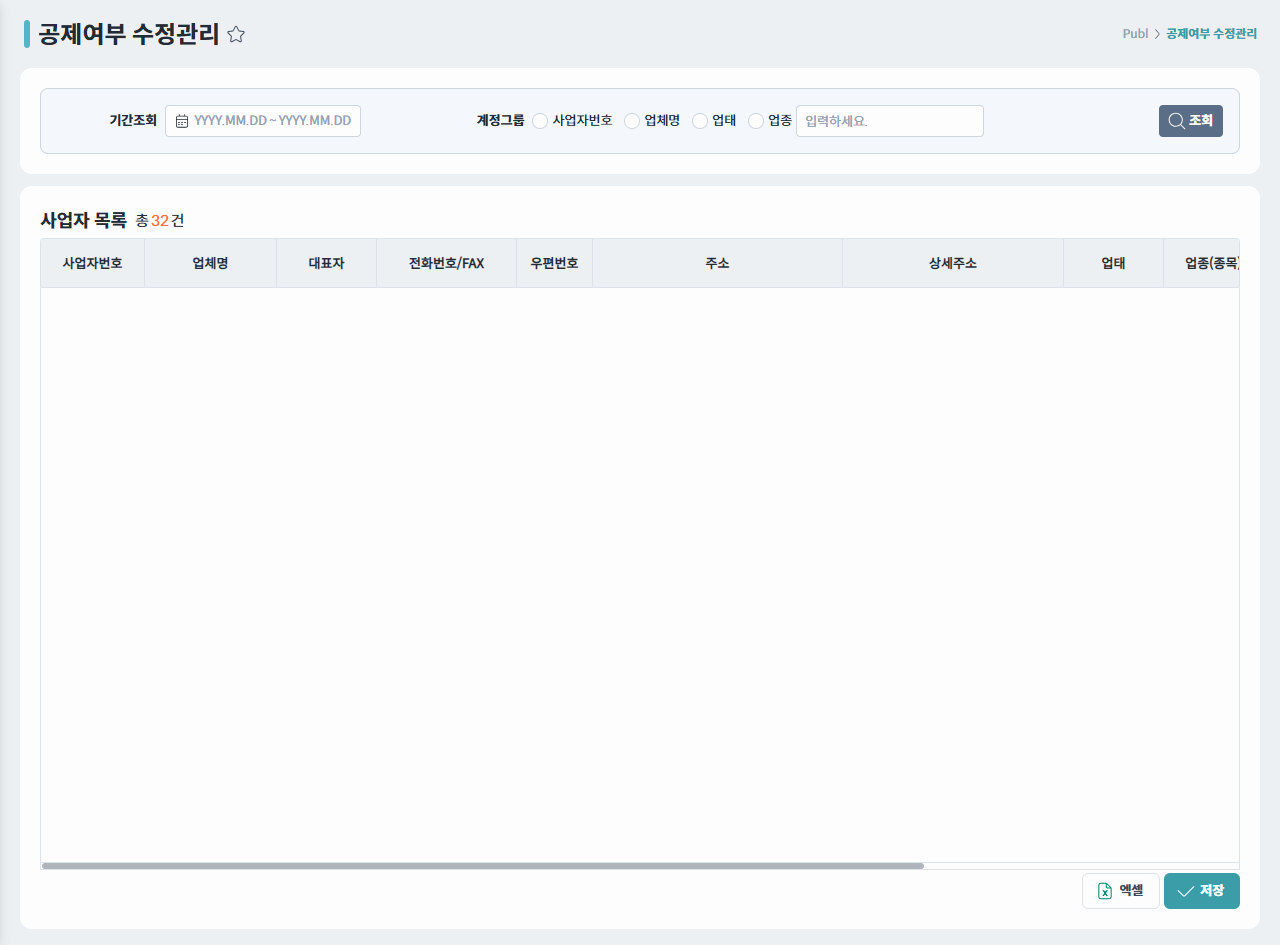 공제여부 수정관리
Publ > 공제여부 수정관리
기간조회 YYYY.MM.DD ~ YYYY.MM.DD 계정그룹 사업자번호 업체명 업태 업종 입력하세요. 조회
사업자 목록 총 32 건
사업자번호 업체명 대표자 전화번호/FAX 우편번호 주소 상세주소 업태 업종(종목)
엑셀 저장